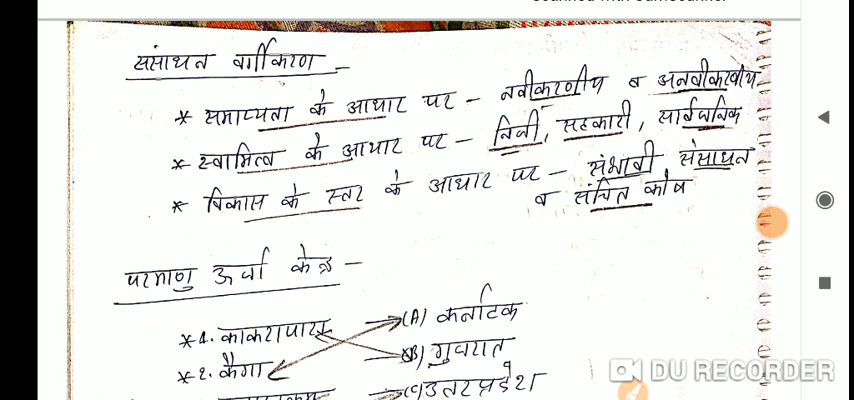 संसाधन वर्गीकरण –
* समाप्यता के आधार पर – नवीकरणीय व अनवीकरणीय
* स्वामित्व के आधार पर – निजी, सहकारी, सार्वजनिक
* विकास के स्तर के आधार पर – संभावी संसाधन
व संचित कोष
परमाणु ऊर्जा केन्द्र –
*1. काकरापारा (A) कर्नाटक
*2. कैगा (B) गुजरात
(C) उत्तर प्रदेश
DU RECORDER